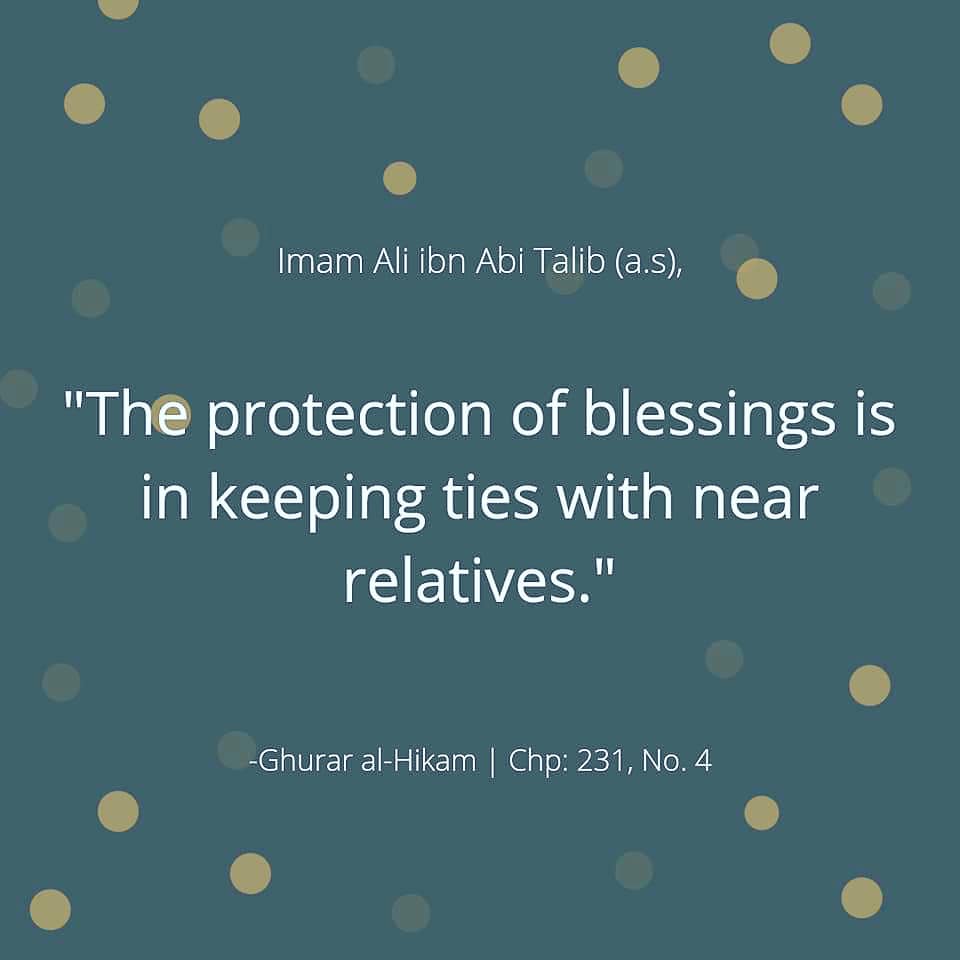 Imam Ali ibn Abi Talib (a.s),
"The protection of blessings is
in keeping ties with near
relatives."
-Ghurar al-Hikam | Chp: 231, No. 4